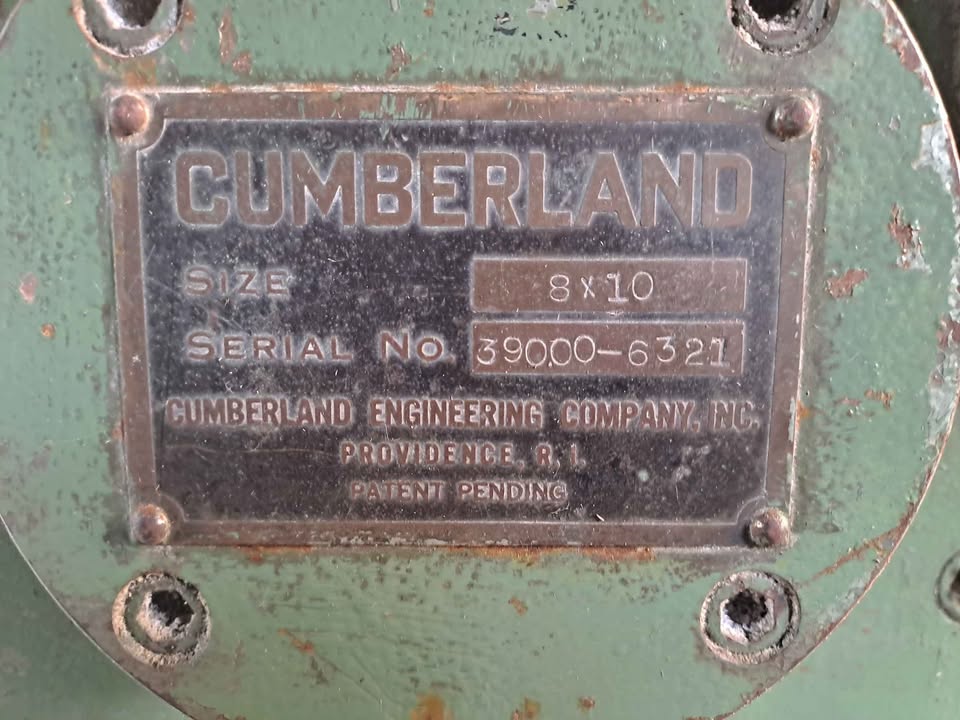 CUMBERLAND
SIZE 8x10
SERIAL No. 39000-6321
CUMBERLAND ENGINEERING COMPANY, INC.
PROVIDENCE, R. I.
PATENT PENDING